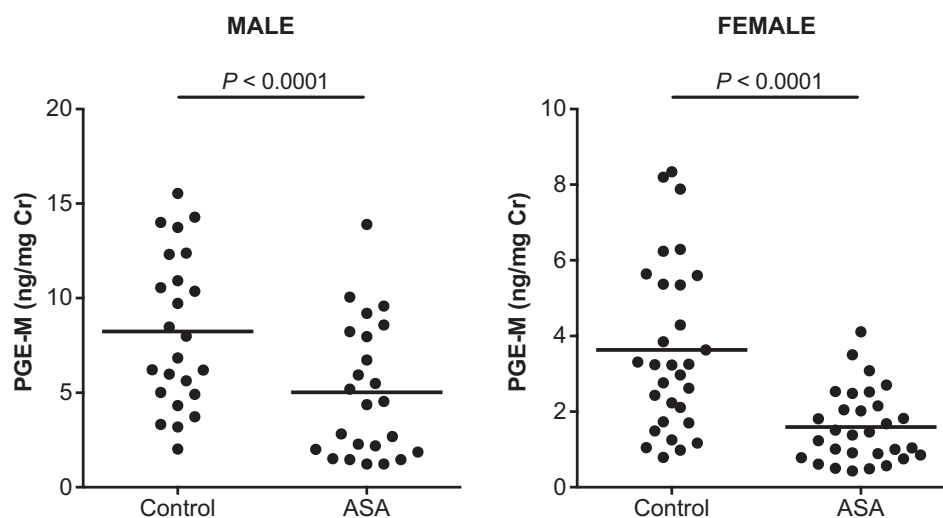 MALE
P < 0.0001
20
15
10
5
0
PGE-M (ng/mg Cr)
Control
ASA
FEMALE
P < 0.0001
10
8
6
4
2
0
PGE-M (ng/mg Cr)
Control
ASA